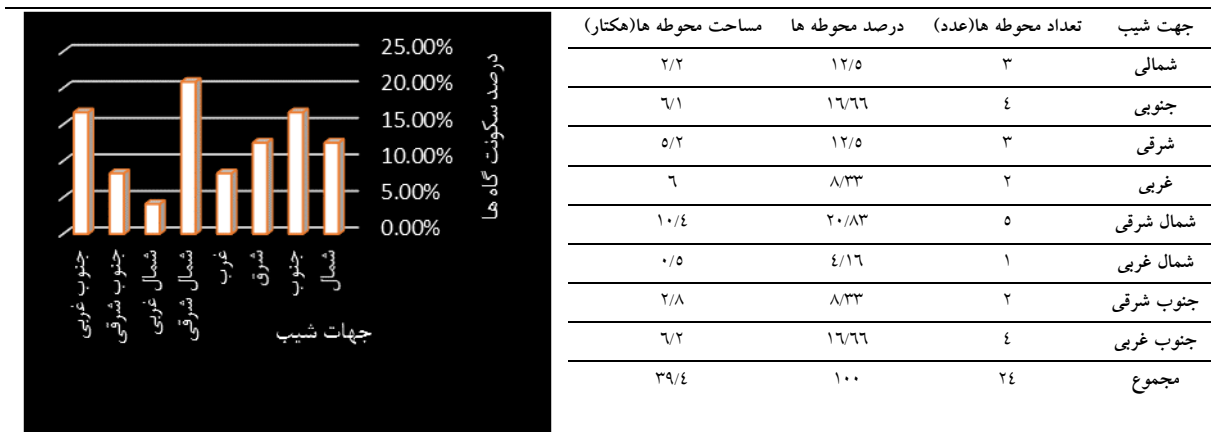 جهت شیب تعداد محوطه ها(عدد) درصد محوطه ها مساحت محوطه ها(هکتار)
شمالی ۳ ۱۲/۵ ۲/۲
جنوبی ٤ ۱٦/٦٦ ٦/۱
شرقی ۳ ۱۲/۵ ۵/۲
غربی ۲ ۸/۳۳ ٦
شمال شرقی ۵ ۲۰/۸۳ ۱۰/٤
شمال غربی ۱ ٤/۱٦ ۰/۵
جنوب شرقی ۲ ۸/۳۳ ۲/۸
جنوب غربی ٤ ۱٦/٦٦ ٦/۲
مجموع ۲٤ ۱۰۰ ۳۹/٤
درصد سکونت گاه ها
25.00%
20.00%
15.00%
10.00%
5.00%
0.00%
شمال
جنوب
شرق
غرب
شمال شرقی
شمال غربی
جنوب شرقی
جنوب غربی
جهات شیب